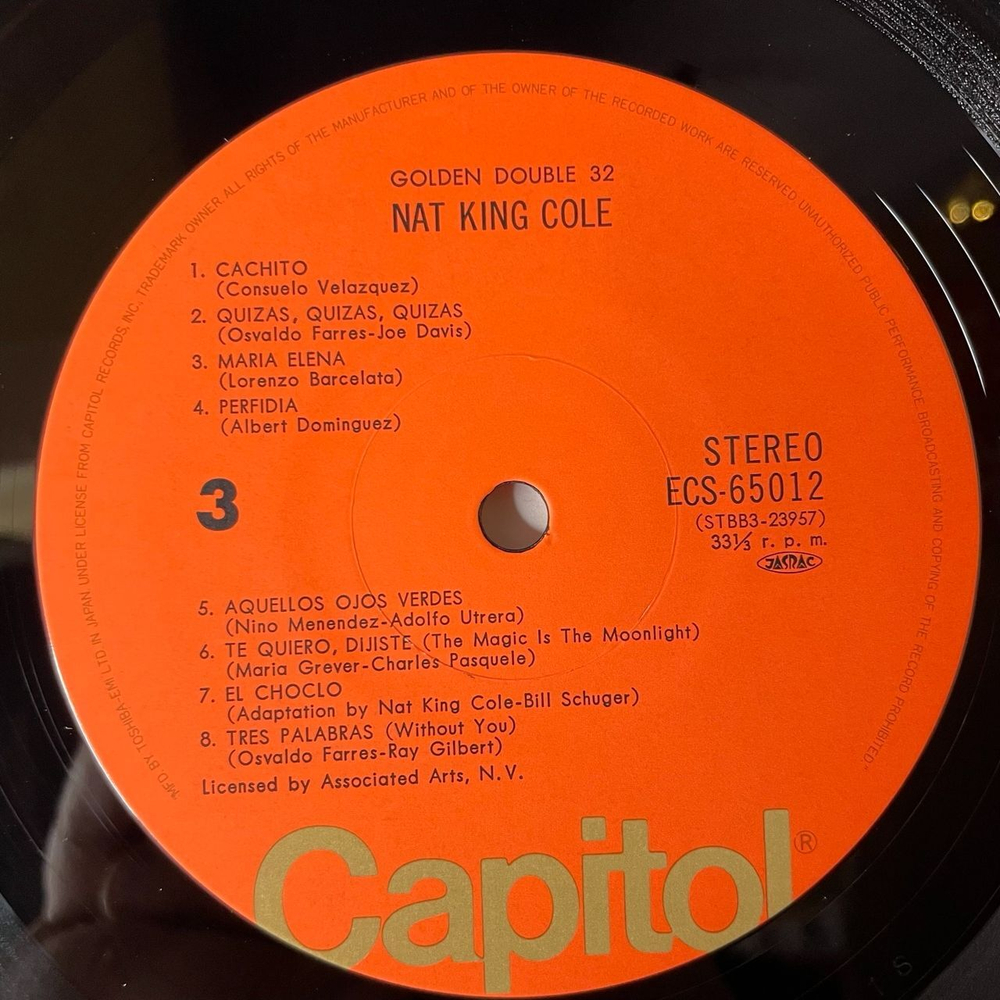 MFD BY TOSHIBA-EMI LTD. IN JAPAN UNDER LICENSE FROM CAPITOL RECORDS, INC. TRADEMARK OWNER ALL RIGHTS OF THE MANUFACTURER AND OF THE OWNER OF THE RECORDED WORK ARE RESERVED UNAUTHORIZED PUBLIC PERFORMANCE BROADCASTING AND COPYING OF THE RECORD PROHIBITED.
GOLDEN DOUBLE 32
NAT KING COLE
1. CACHITO
(Consuelo Velazquez)
2. QUIZAS, QUIZAS, QUIZAS
(Osvaldo Farres-Joe Davis)
3. MARIA ELENA
(Lorenzo Barcelata)
4. PERFIDIA
(Albert Dominguez)
3
STEREO
ECS-65012
(STBB3-23957)
33⅓ r. p. m.
JASRAC
5. AQUELLOS OJOS VERDES
(Nino Menendez-Adolfo Utrera)
6. TE QUIERO, DIJISTE (The Magic Is The Moonlight)
(Maria Grever-Charles Pasquele)
7. EL CHOCLO
(Adaptation by Nat King Cole-Bill Schuger)
8. TRES PALABRAS (Without You)
(Osvaldo Farres-Ray Gilbert)
Licensed by Associated Arts, N.V.
Capitol®